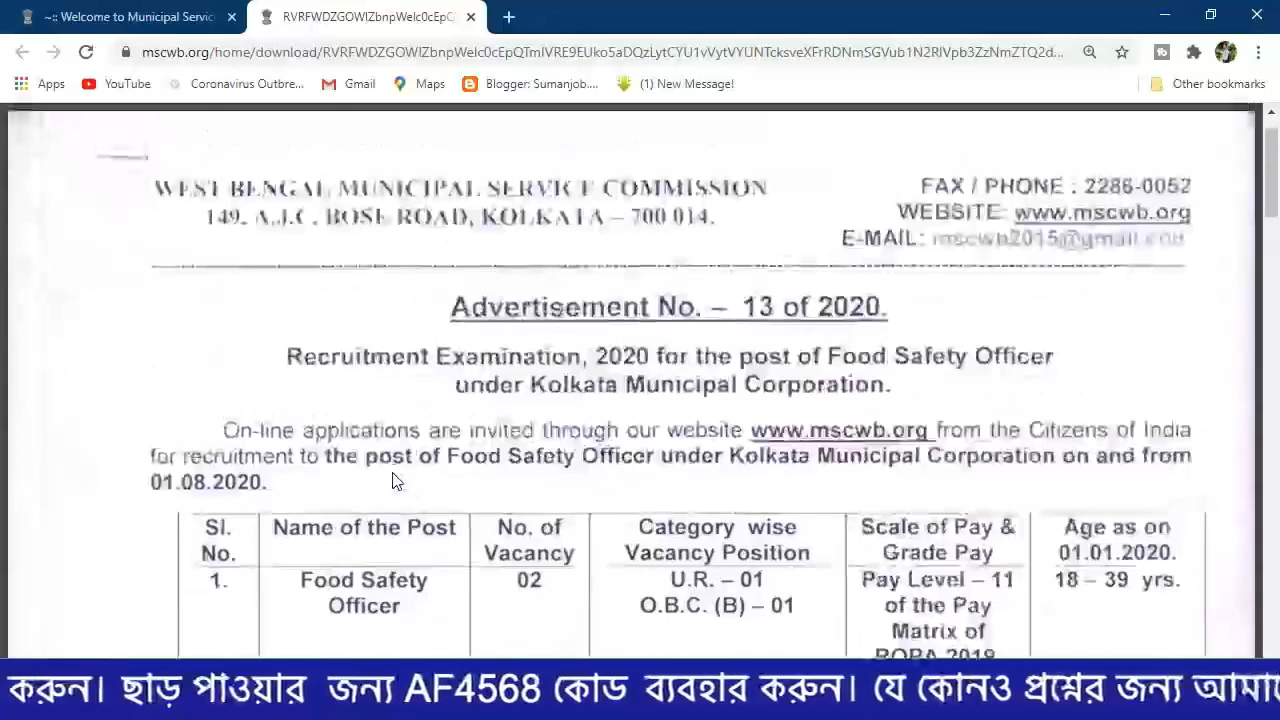 ~:: Welcome to Municipal Servic
RVRFWDZGOWlZbnpWelc0cEpC
mscwb.org/home/download/
Apps
YouTube
Coronavirus Outbre...
Gmail
Maps
Blogger: Sumanjob....
(1) New Message!
Other bookmarks
WEST BENGAL MUNICIPAL SERVICE COMMISSION
149, A.J.C. BOSE ROAD, KOLKATA – 700 014.
FAX / PHONE : 2286-0052
WEBSITE: www.mscwb.org
E-MAIL: mscwb2015@gmail.com
Advertisement No. – 13 of 2020.
Recruitment Examination, 2020 for the post of Food Safety Officer
under Kolkata Municipal Corporation.
On-line applications are invited through our website www.mscwb.org from the Citizens of India
for recruitment to the post of Food Safety Officer under Kolkata Municipal Corporation on and from
01.08.2020.
Sl. No.
Name of the Post
No. of Vacancy
Category wise Vacancy Position
Scale of Pay & Grade Pay
Age as on 01.01.2020.
1.
Food Safety Officer
02
U.R. – 01
O.B.C. (B) – 01
Pay Level – 11
of the Pay
Matrix of
ROPA 2019
18 – 39 yrs.
করুন। ছাড় পাওয়ার জন্য AF4568 কোড ব্যবহার করুন। যে কোনও প্রশ্নের জন্য আমা